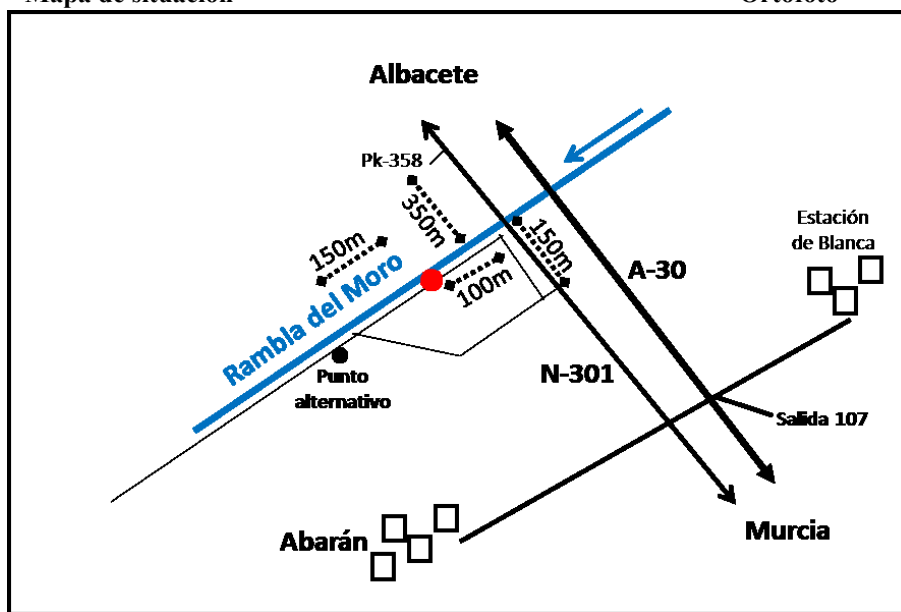 Mapa de situación
Ortofoto
Albacete
Pk-358
350m
150m
150m
Estación
de Blanca
A-30
100m
Rambla del Moro
N-301
Punto
alternativo
Salida 107
Abarán
Murcia